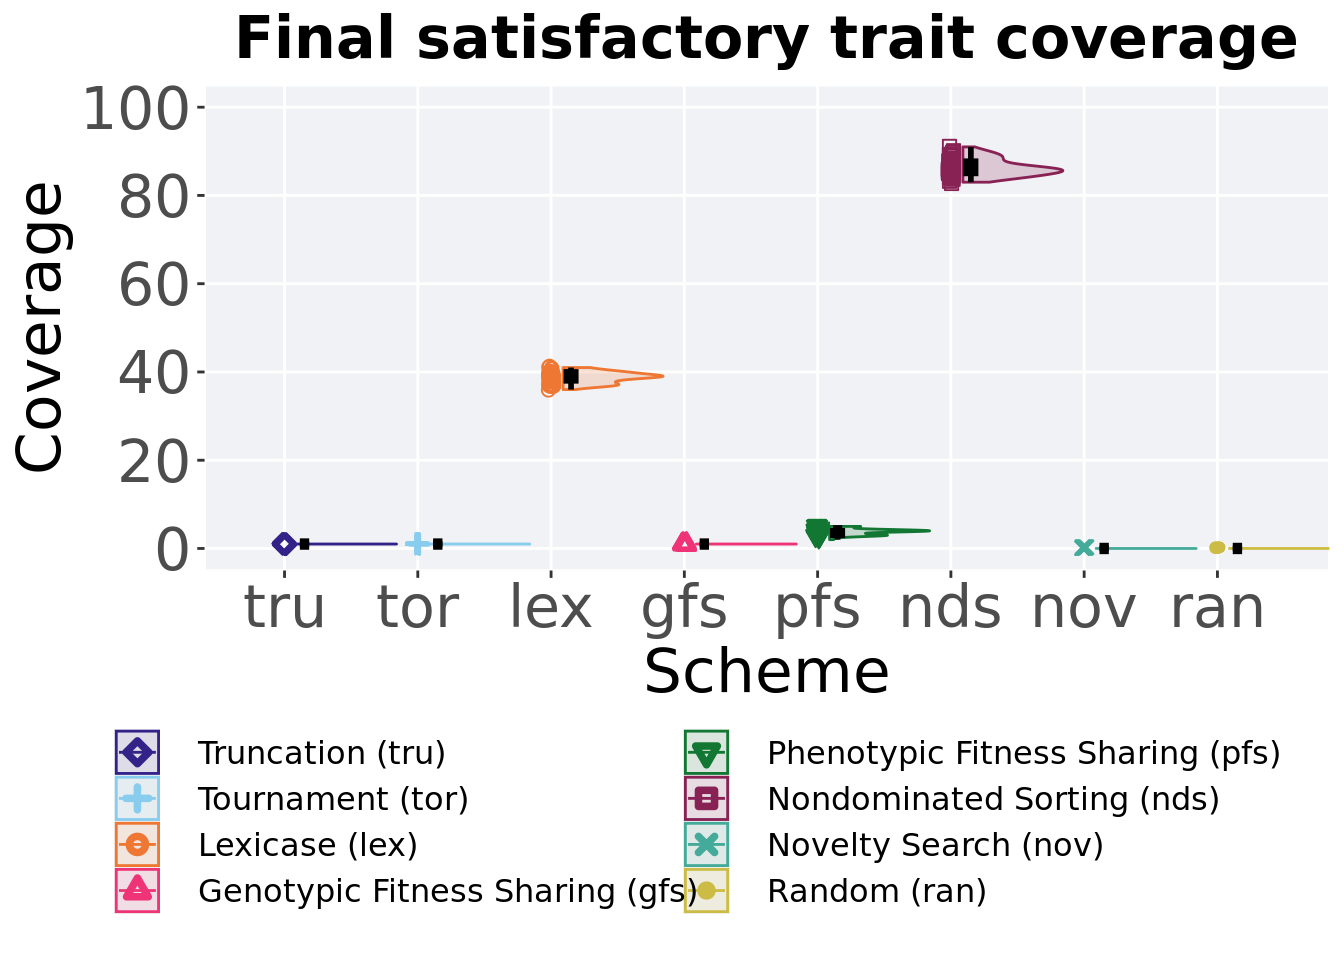 Final satisfactory trait coverage
Coverage
100
80
60
40
20
0
tru tor lex gfs pfs nds nov ran
Scheme
Truncation (tru)
Tournament (tor)
Lexicase (lex)
Genotypic Fitness Sharing (gfs)
Phenotypic Fitness Sharing (pfs)
Nondominated Sorting (nds)
Novelty Search (nov)
Random (ran)